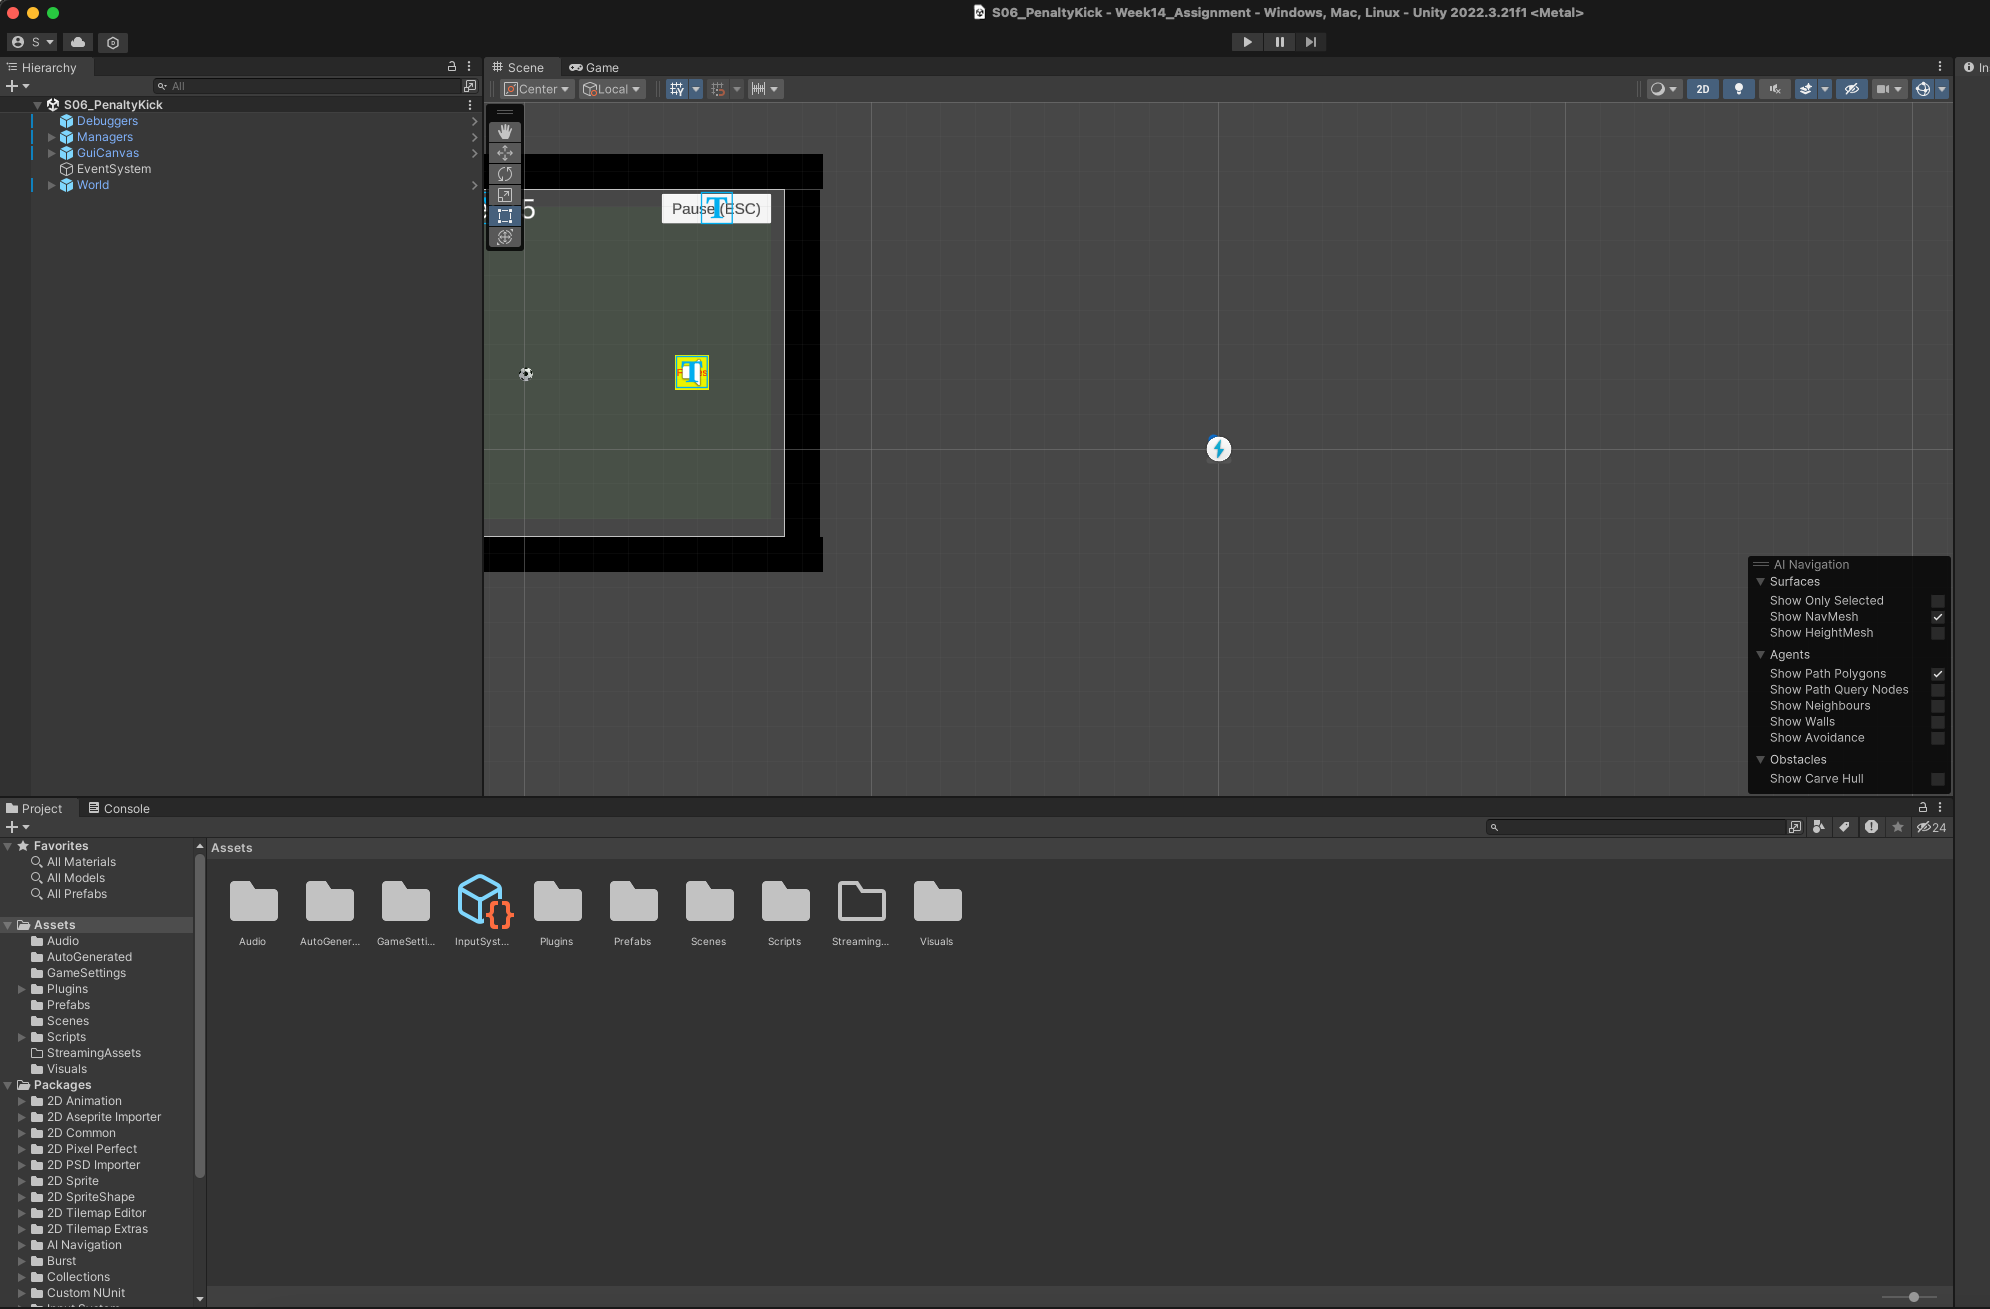 S06_PenaltyKick - Week14_Assignment - Windows, Mac, Linux - Unity 2022.3.21f1 <Metal>
S
Hierarchy
All
S06_PenaltyKick
Debuggers
Managers
GuiCanvas
EventSystem
World
Scene
Game
Center
Local
2D
In
5
Pause (ESC)
AI Navigation
Surfaces
Show Only Selected
Show NavMesh
Show HeightMesh
Agents
Show Path Polygons
Show Path Query Nodes
Show Neighbours
Show Walls
Show Avoidance
Obstacles
Show Carve Hull
Project
Console
24
Favorites
All Materials
All Models
All Prefabs
Assets
Audio
AutoGenerated
GameSettings
Plugins
Prefabs
Scenes
Scripts
StreamingAssets
Visuals
Packages
2D Animation
2D Aseprite Importer
2D Common
2D Pixel Perfect
2D PSD Importer
2D Sprite
2D SpriteShape
2D Tilemap Editor
2D Tilemap Extras
AI Navigation
Burst
Collections
Custom NUnit
Assets
Audio
AutoGener...
GameSetti...
InputSyst...
Plugins
Prefabs
Scenes
Scripts
Streaming...
Visuals